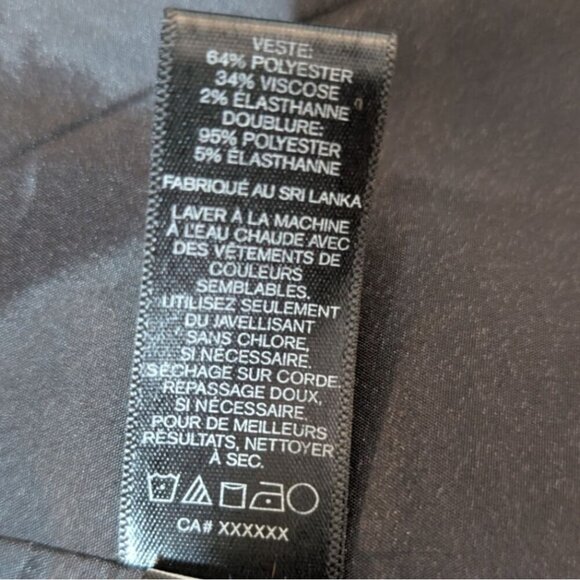 VESTE:
64% POLYESTER
34% VISCOSE
2% ÉLASTHANNE
DOUBLURE:
95% POLYESTER
5% ÉLASTHANNE
FABRIQUÉ AU SRI LANKA
LAVER À LA MACHINE
À L'EAU CHAUDE AVEC
DES VÊTEMENTS DE
COULEURS
SEMBLABLES.
UTILISEZ SEULEMENT
DU JAVELLISANT
SANS CHLORE,
SI NÉCESSAIRE.
SÉCHAGE SUR CORDE.
REPASSAGE DOUX,
SI NÉCESSAIRE.
POUR DE MEILLEURS
RÉSULTATS, NETTOYER
À SEC.
CA# XXXXXX